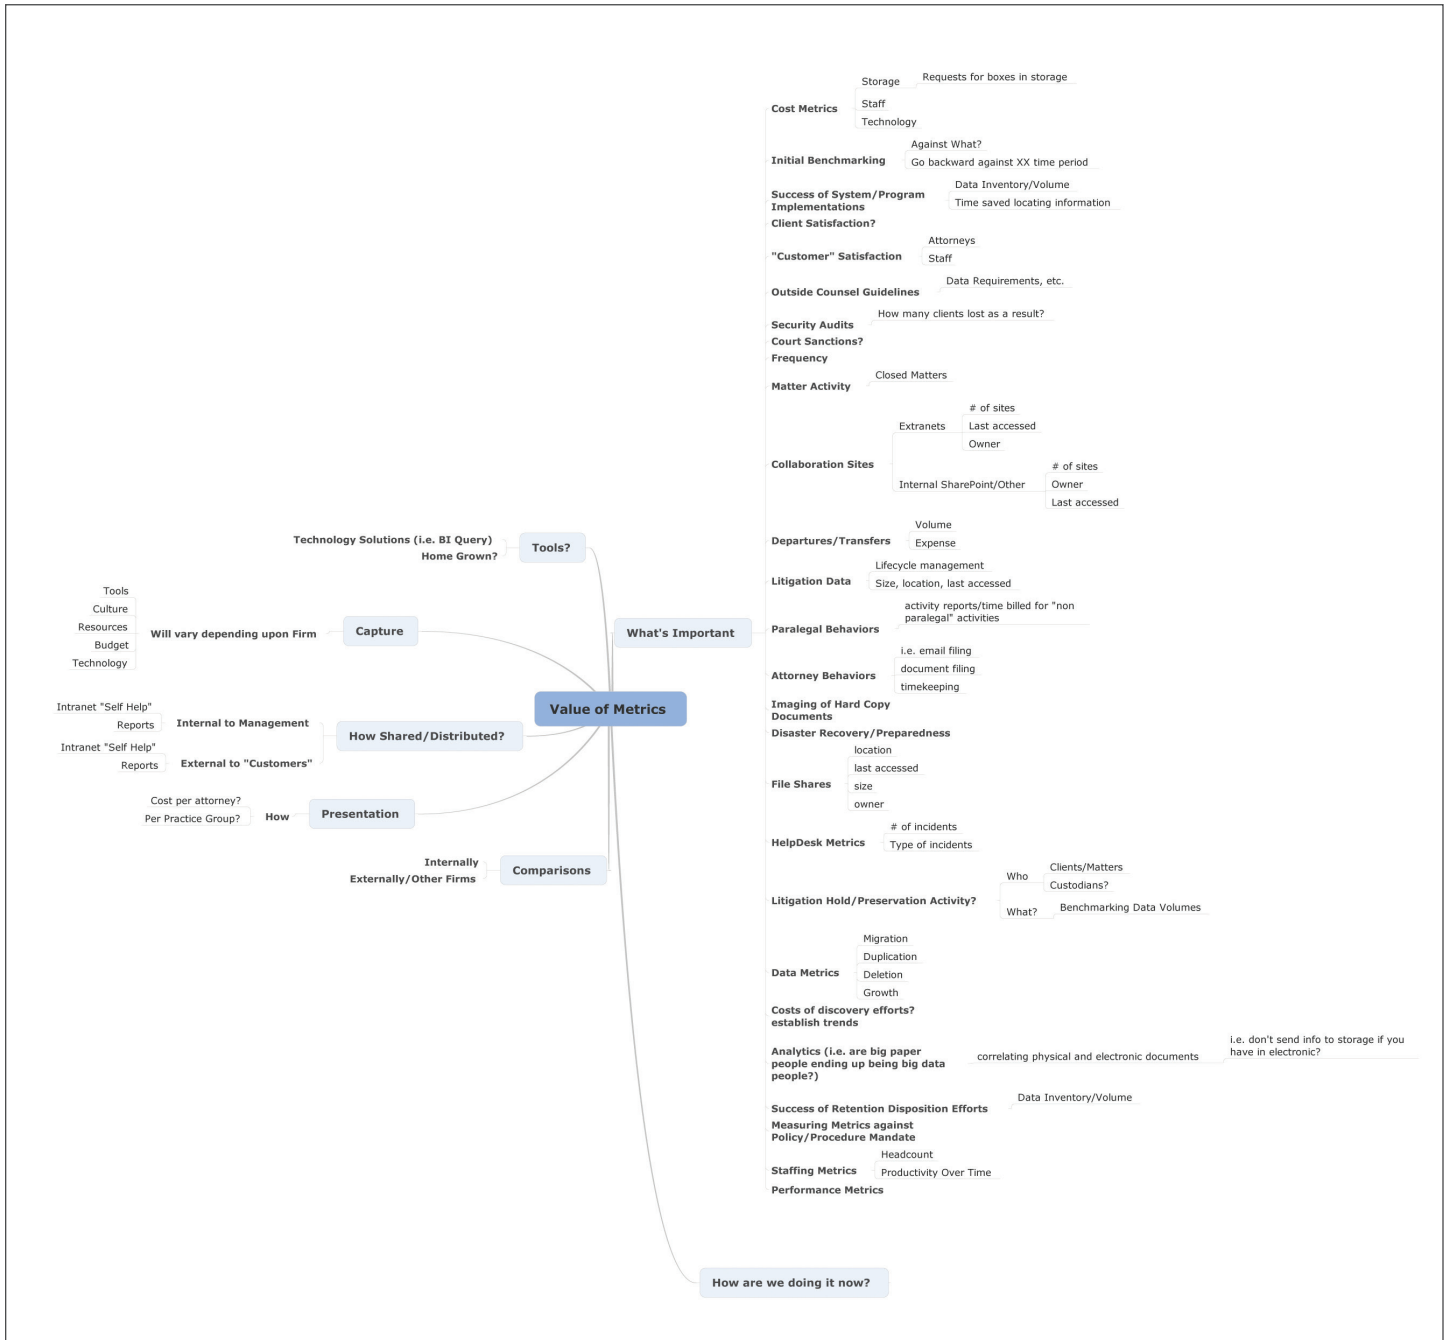 Value of Metrics
Tools?
Technology Solutions (i.e. BI Query)
Home Grown?
Capture
Will vary depending upon Firm
Tools
Culture
Resources
Budget
Technology
How Shared/Distributed?
Internal to Management
Intranet "Self Help"
Reports
External to "Customers"
Intranet "Self Help"
Reports
Presentation
How
Cost per attorney?
Per Practice Group?
Comparisons
Internally
Externally/Other Firms
What's Important
Cost Metrics
Storage
Requests for boxes in storage
Staff
Technology
Initial Benchmarking
Against What?
Go backward against XX time period
Success of System/Program
Implementations
Data Inventory/Volume
Time saved locating information
Client Satisfaction?
"Customer" Satisfaction
Attorneys
Staff
Outside Counsel Guidelines
Data Requirements, etc.
Security Audits
How many clients lost as a result?
Court Sanctions?
Frequency
Matter Activity
Closed Matters
Collaboration Sites
Extranets
# of sites
Last accessed
Owner
Internal SharePoint/Other
# of sites
Owner
Last accessed
Departures/Transfers
Volume
Expense
Litigation Data
Lifecycle management
Size, location, last accessed
Paralegal Behaviors
activity reports/time billed for "non
paralegal" activities
Attorney Behaviors
i.e. email filing
document filing
timekeeping
Imaging of Hard Copy
Documents
Disaster Recovery/Preparedness
File Shares
location
last accessed
size
owner
HelpDesk Metrics
# of incidents
Type of incidents
Litigation Hold/Preservation Activity?
Who
Clients/Matters
Custodians?
What?
Benchmarking Data Volumes
Data Metrics
Migration
Duplication
Deletion
Growth
Costs of discovery efforts?
establish trends
Analytics (i.e. are big paper
people ending up being big data
people?)
correlating physical and electronic documents
i.e. don't send info to storage if you
have in electronic?
Success of Retention Disposition Efforts
Data Inventory/Volume
Measuring Metrics against
Policy/Procedure Mandate
Staffing Metrics
Headcount
Productivity Over Time
Performance Metrics
How are we doing it now?